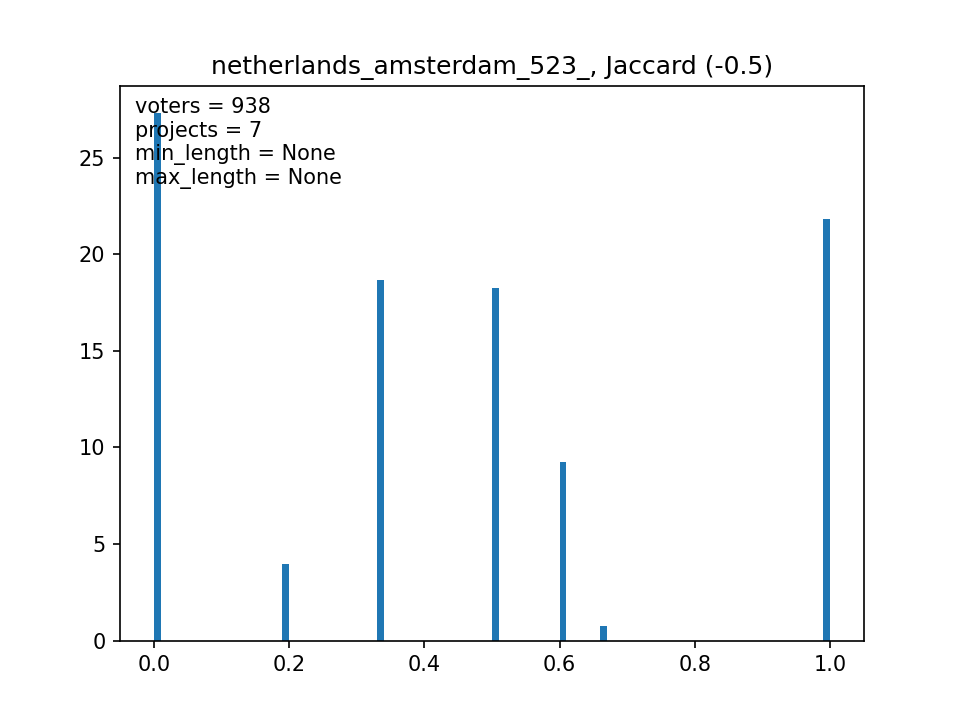 netherlands_amsterdam_523_, Jaccard (-0.5)
voters = 938
projects = 7
min_length = None
max_length = None
25
20
15
10
5
0
0.0 0.2 0.4 0.6 0.8 1.0